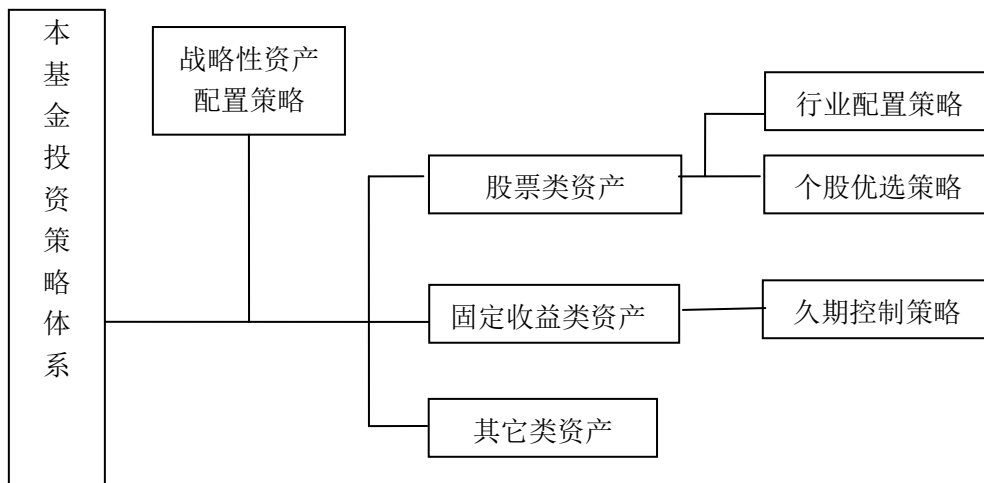 本基金投资策略体系
战略性资产
配置策略
行业配置策略
股票类资产
个股优选策略
固定收益类资产
久期控制策略
其它类资产